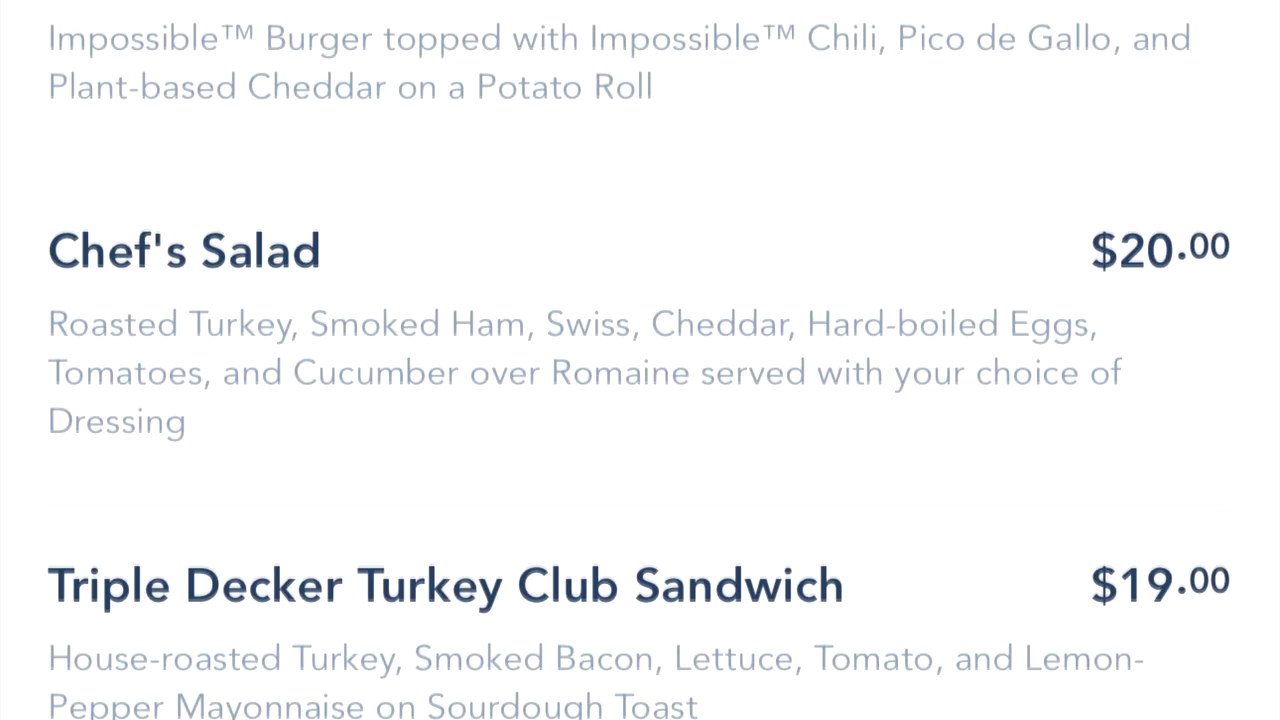 Impossible™ Burger topped with Impossible™ Chili, Pico de Gallo, and
Plant-based Cheddar on a Potato Roll
Chef's Salad $20.00
Roasted Turkey, Smoked Ham, Swiss, Cheddar, Hard-boiled Eggs,
Tomatoes, and Cucumber over Romaine served with your choice of
Dressing
Triple Decker Turkey Club Sandwich $19.00
House-roasted Turkey, Smoked Bacon, Lettuce, Tomato, and Lemon-
Pepper Mayonnaise on Sourdough Toast